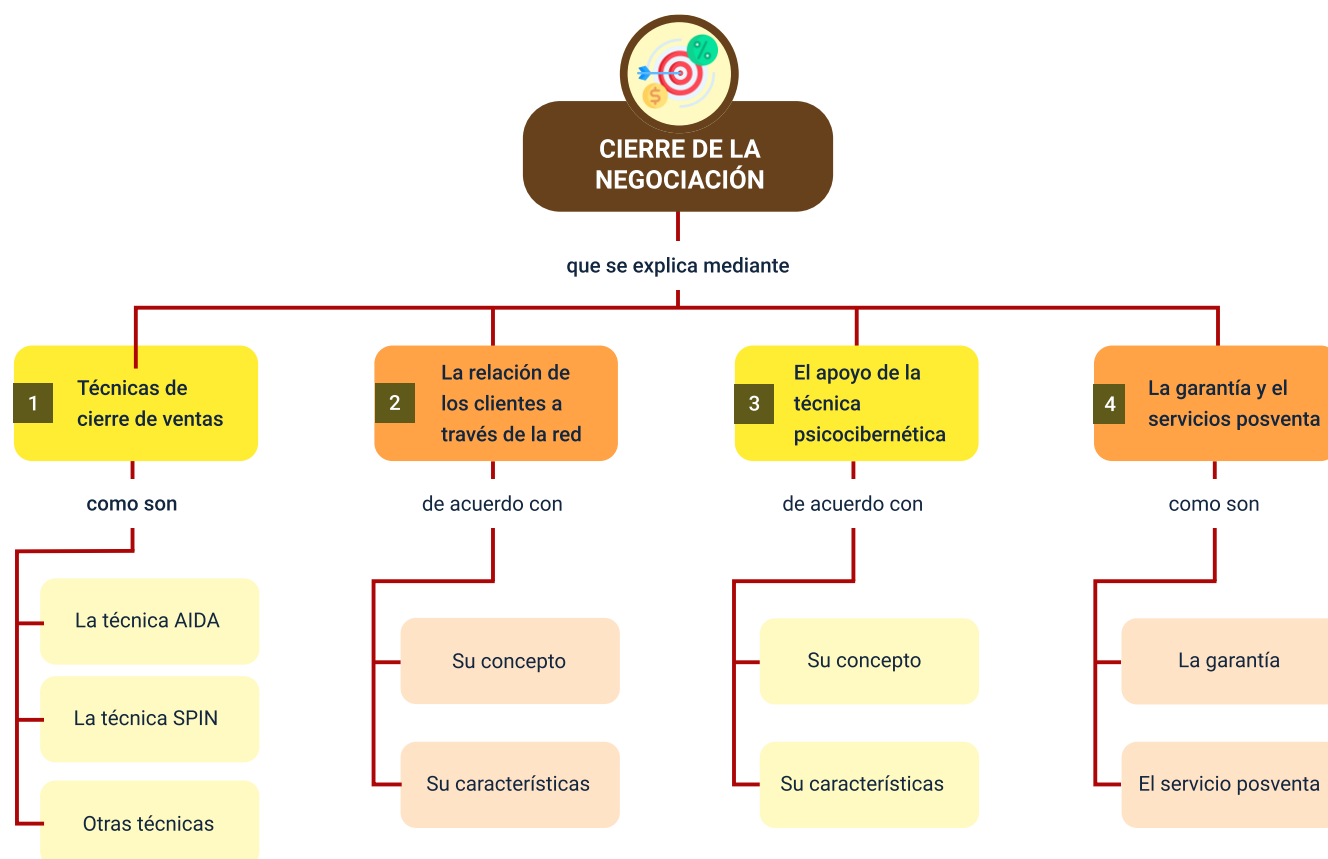 %
$
CIERRE DE LA
NEGOCIACIÓN
que se explica mediante
1
Técnicas de
cierre de ventas
2
La relación de
los clientes a
través de la red
3
El apoyo de la
técnica
psicocibernética
4
La garantía y el
servicios posventa
como son
de acuerdo con
de acuerdo con
como son
La técnica AIDA
La técnica SPIN
Otras técnicas
Su concepto
Su características
Su concepto
Su características
La garantía
El servicio posventa